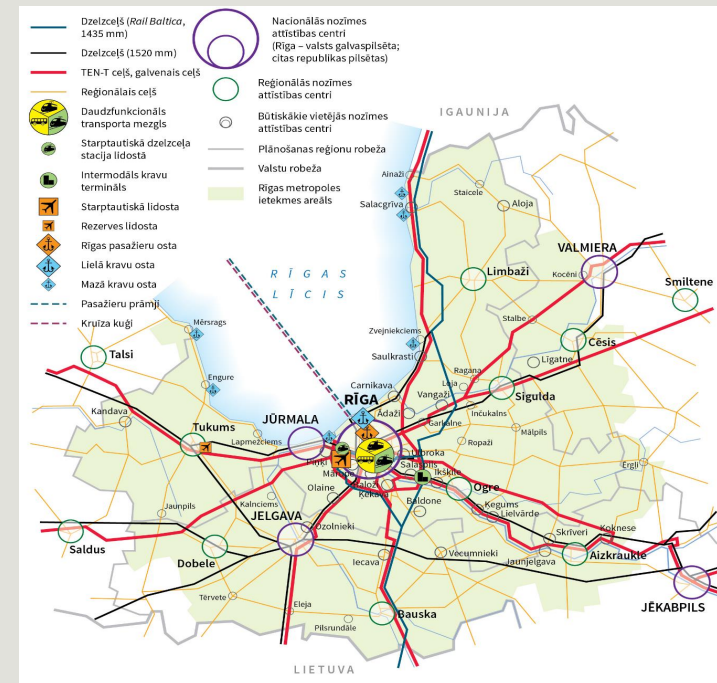 Dzelzceļš (Rail Baltica,
1435 mm)
Dzelzceļš (1520 mm)
TEN-T ceļš, galvenais ceļš
Reģionālais ceļš
Daudzfunkcionāls
transporta mezgls
Starptautiskā dzelzceļa
stacija lidostā
Intermodāls kravu
termināls
Starptautiskā lidosta
Rezerves lidosta
Rīgas pasažieru osta
Lielā kravu osta
Mazā kravu osta
Pasažieru prāmji
Kruīza kuģi
Nacionālās nozīmes
attīstības centri
(Rīga – valsts galvaspilsēta;
citas republikas pilsētas)
Reģionālās nozīmes
attīstības centri
Būtiskākie vietējās nozīmes
attīstības centri
Plānošanas reģionu robeža
Valstu robeža
Rīgas metropoles
ietekmes areāls
IGAUNIJA
Ainaži
Staicele
Salacgrīva
Aloja
VALMIERA
Kocēni
Limbaži
Smiltene
RĪGAS
LĪCIS
Mērsrags
Stalbe
Zvejniekciems
Cēsis
Saulkrasti
Līgatne
Talsi
Engure
Ragana
Carnikava
Leja
Sigulda
RĪGA
Vangaži
Ādaži
Inčukalns
Kandava
JŪRMALA
Garkalne
Tukums
Mālpils
Lapmežciems
Ropaži
Ulbroka
Ērgļi
Piņķi
Salaspils
Mārupe
Ikšķile
Olaine
Baloži
Ogre
Ķekava
Baldone
Ķegums
Kalnciems
Lielvārde
Jaunpils
JELGAVA
Ozolnieki
Skrīveri
Koknese
Saldus
Dobele
Iecava
Vecumnieki
Jaunjelgava
Aizkraukle
JĒKABPILS
Tērvete
Eleja
Bauska
Pilsrundāle
LIETUVA